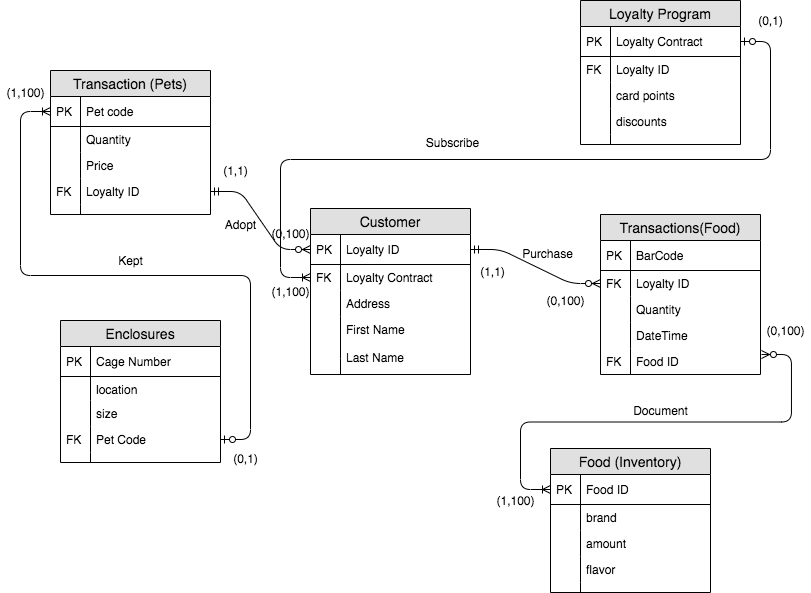 Loyalty Program
(0,1)
PK Loyalty Contract
FK Loyalty ID
card points
discounts
Transaction (Pets)
(1,100)
PK Pet code
Quantity
Price
FK Loyalty ID
Subscribe
(1,1)
Adopt
(0,100)
Customer
PK Loyalty ID
FK Loyalty Contract
(1,100)
Address
First Name
Last Name
Purchase
(1,1)
(0,100)
Transactions(Food)
PK BarCode
FK Loyalty ID
Quantity
DateTime
FK Food ID
(0,100)
Kept
Enclosures
PK Cage Number
location
size
FK Pet Code
(0,1)
Document
Food (Inventory)
(1,100)
PK Food ID
brand
amount
flavor